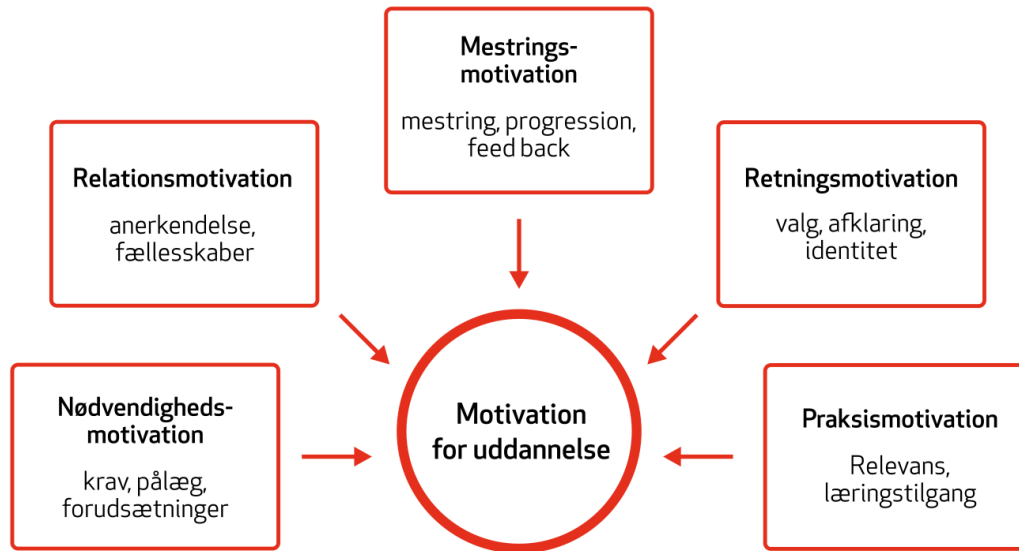 Mestrings-
motivation
mestring, progression,
feed back
Relationsmotivation
anerkendelse,
fællesskaber
Retningsmotivation
valg, afklaring,
identitet
Nødvendigheds-
motivation
krav, pålæg,
forudsætninger
Motivation
for uddannelse
Praksismotivation
Relevans,
læringstilgang